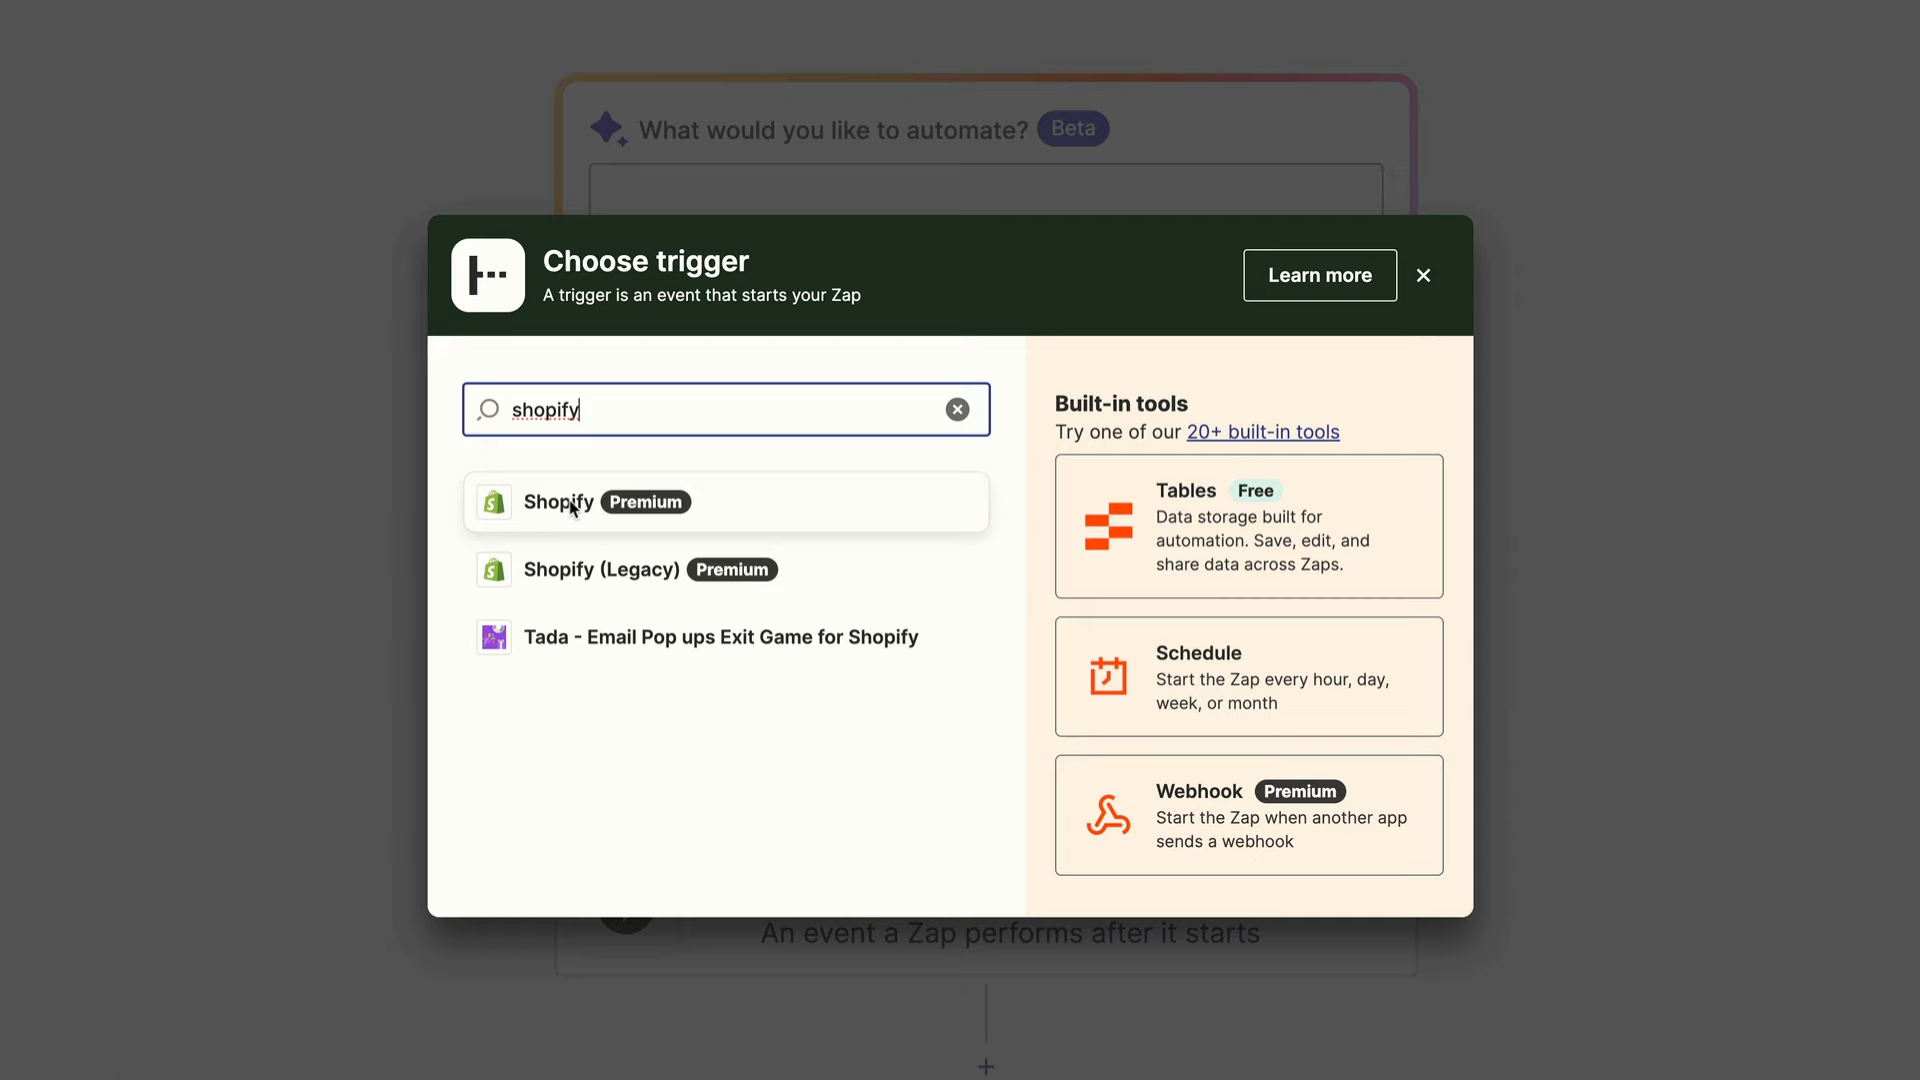 What would you like to automate? Beta
Choose trigger
A trigger is an event that starts your Zap
Learn more
shopify
Shopify Premium
Shopify (Legacy) Premium
Tada - Email Pop ups Exit Game for Shopify
Built-in tools
Try one of our 20+ built-in tools
Tables Free
Data storage built for
automation. Save, edit, and
share data across Zaps.
Schedule
Start the Zap every hour, day,
week, or month
Webhook Premium
Start the Zap when another app
sends a webhook
An event a Zap performs after it starts